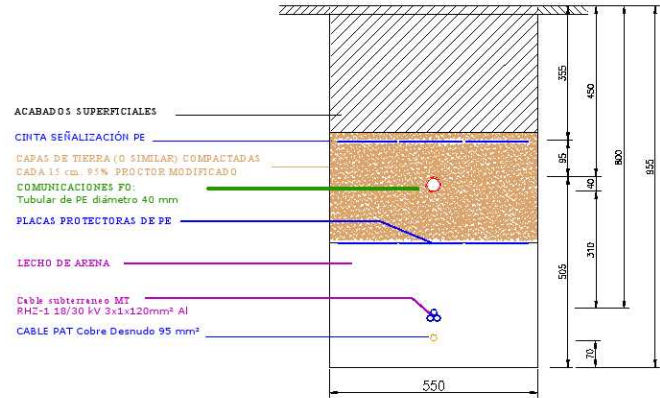 ACABADOS SUPERFICIALES
CINTA SEÑALIZACIÓN PE
CAPAS DE TIERRA (O SIMILAR) COMPACTADAS
CADA 15 cm. 95% PROCTOR MODIFICADO
COMUNICACIONES FO:
Tubular de PE diámetro 40 mm
PLACAS PROTECTORAS DE PE
LECHO DE ARENA
Cable subterraneo MT
RHZ-1 18/30 kV 3x1x120mm² Al
CABLE PAT Cobre Desnudo 95 mm²
355
95
505
450
40
310
70
800
955
550